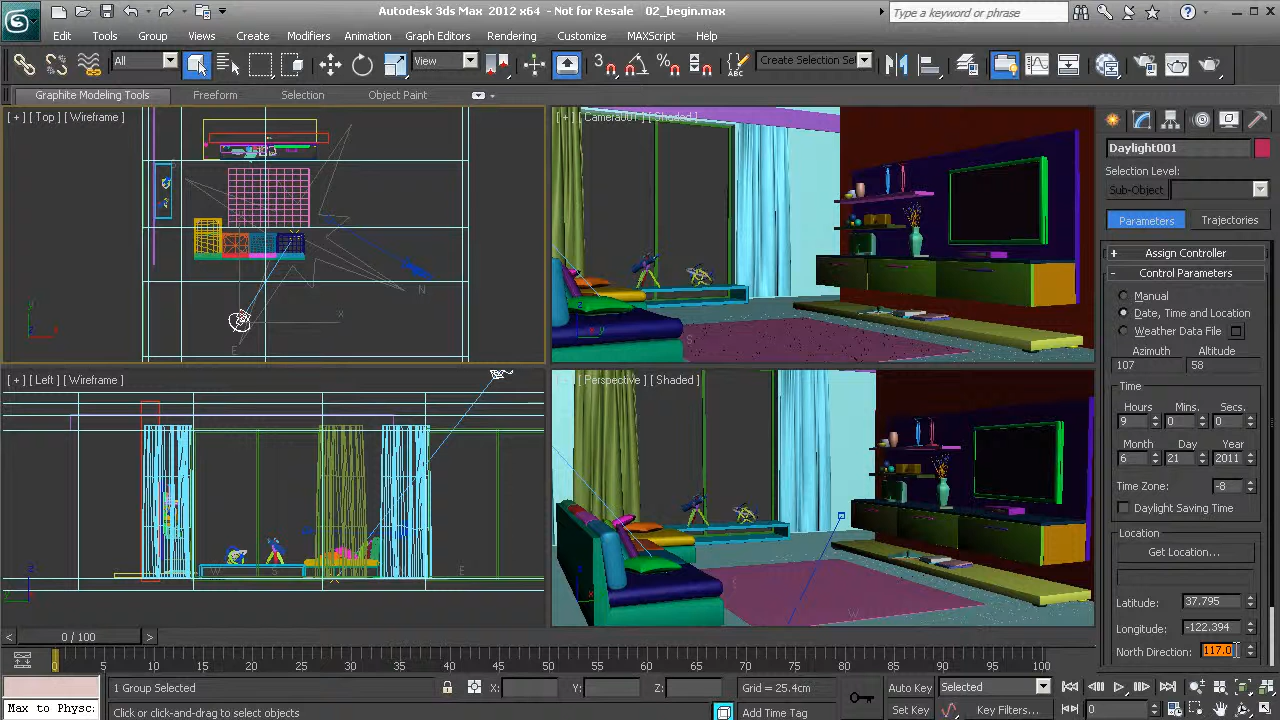 Autodesk 3ds Max 2012 x64 - Not for Resale 02_begin.max
Type a keyword or phrase
Edit Tools Group Views Create Modifiers Animation Graph Editors Rendering Customize MAXScript Help
All View Create Selection Se
Graphite Modeling Tools Freeform Selection Object Paint
[ + ] [ Top ] [ Wireframe ]
[ + ] [ Camera001 ] [ Shaded ]
[ + ] [ Left ] [ Wireframe ]
[ + ] [ Perspective ] [ Shaded ]
Daylight001
Selection Level:
Sub-Object
Parameters Trajectories
+ Assign Controller
- Control Parameters
Manual
Date, Time and Location
Weather Data File
Azimuth Altitude
107 58
Time
Hours Mins. Secs.
9 0 0
Month Day Year
6 21 2011
Time Zone: -8
Daylight Saving Time
Location
Get Location...
Latitude: 37.795
Longitude: -122.394
North Direction: 117.0
< 0 / 100 >
0 5 10 15 20 25 30 35 40 45 50 55 60 65 70 75 80 85 90 95 100
1 Group Selected X: Y: Z: Grid = 25.4cm Auto Key Selected
Max to Physc: Click or click-and-drag to select objects Add Time Tag Set Key Key Filters... 0